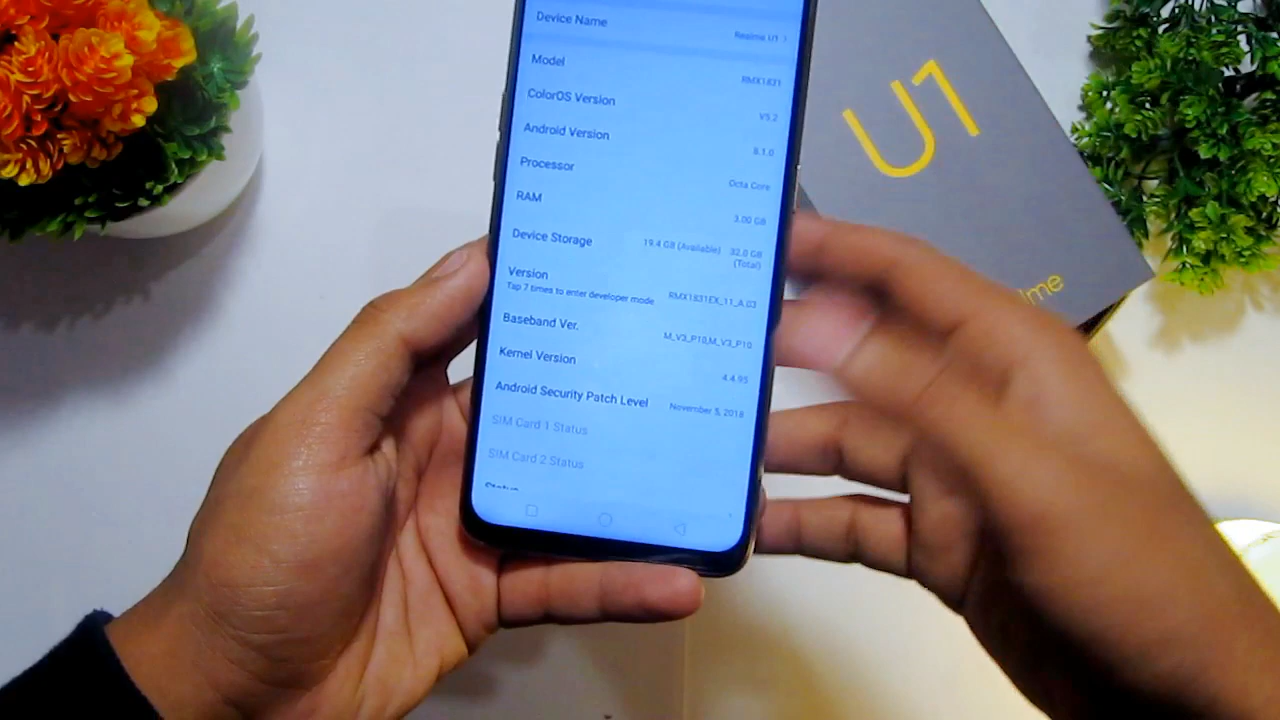 Device Name
Realme U1 >
Model
RMX1831
ColorOS Version
V5.2
Android Version
8.1.0
Processor
Octa Core
RAM
3.00 GB
Device Storage
19.4 GB (Available) 32.0 GB
(Total)
Version
Tap 7 times to enter developer mode
RMX1831EX_11_A.03
Baseband Ver.
M_V3_P10,M_V3_P10
Kernel Version
4.4.95
Android Security Patch Level
November 5, 2018
SIM Card 1 Status
SIM Card 2 Status
U1
me